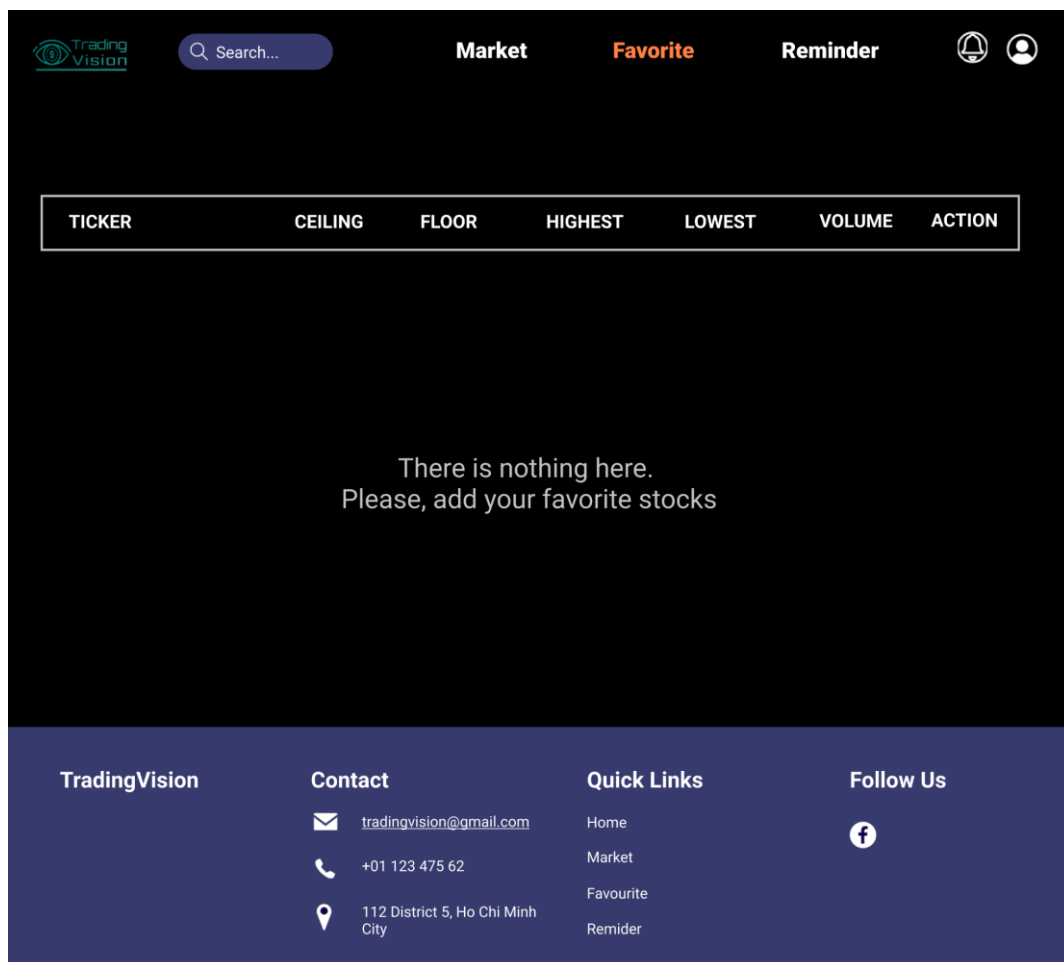 Trading
Vision
Search...
Market
Favorite
Reminder
TICKER
CEILING
FLOOR
HIGHEST
LOWEST
VOLUME
ACTION
There is nothing here.
Please, add your favorite stocks
TradingVision
Contact
tradingvision@gmail.com
+01 123 475 62
112 District 5, Ho Chi Minh
City
Quick Links
Home
Market
Favourite
Remider
Follow Us